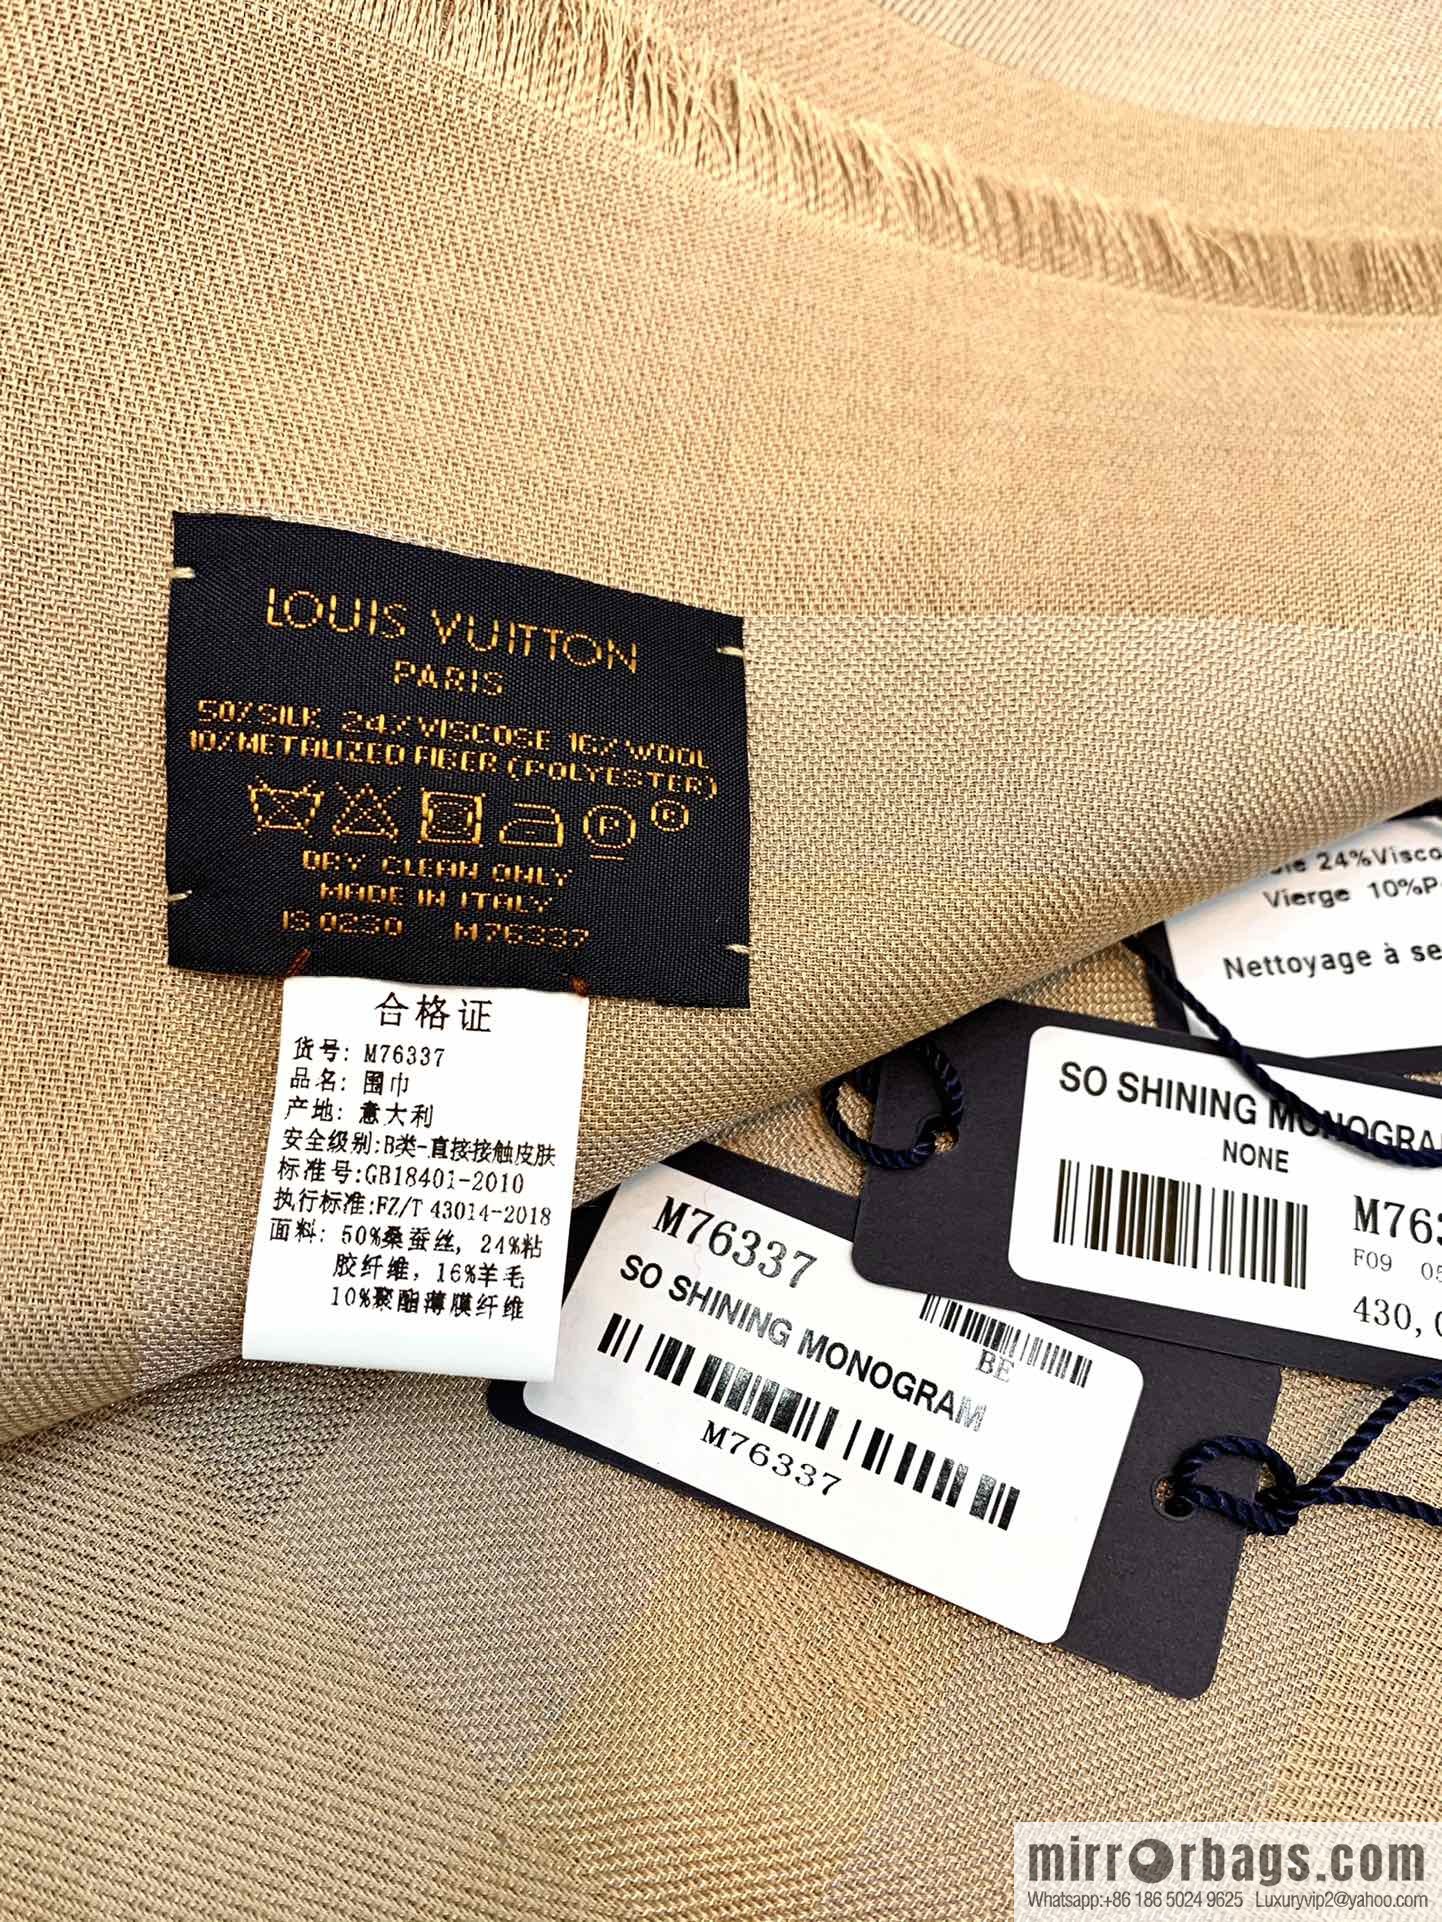 LOUIS VUITTON
PARIS
50/SILK 24/VISCOSE 16/WOOL
10/METALIZED FIBER (POLYESTER)
P
DRY CLEAN ONLY
MADE IN ITALY
IS 0230 M76337
合格证
货号: M76337
品名: 围巾
产地: 意大利
安全级别:B类-直接接触皮肤
标准号:GB18401-2010
执行标准:FZ/T 43014-2018
面料: 50%桑蚕丝, 24%粘
胶纤维, 16%羊毛
10%聚酯薄膜纤维
24%Visco
Vierge 10%P
Nettoyage à se
SO SHINING MONOGRA
NONE
M763
F09 05
430,0
M76337
SO SHINING MONOGRAM
BE
M76337
mirrorbags.com
Whatsapp:+86 186 5024 9625 Luxuryvip2@yahoo.com